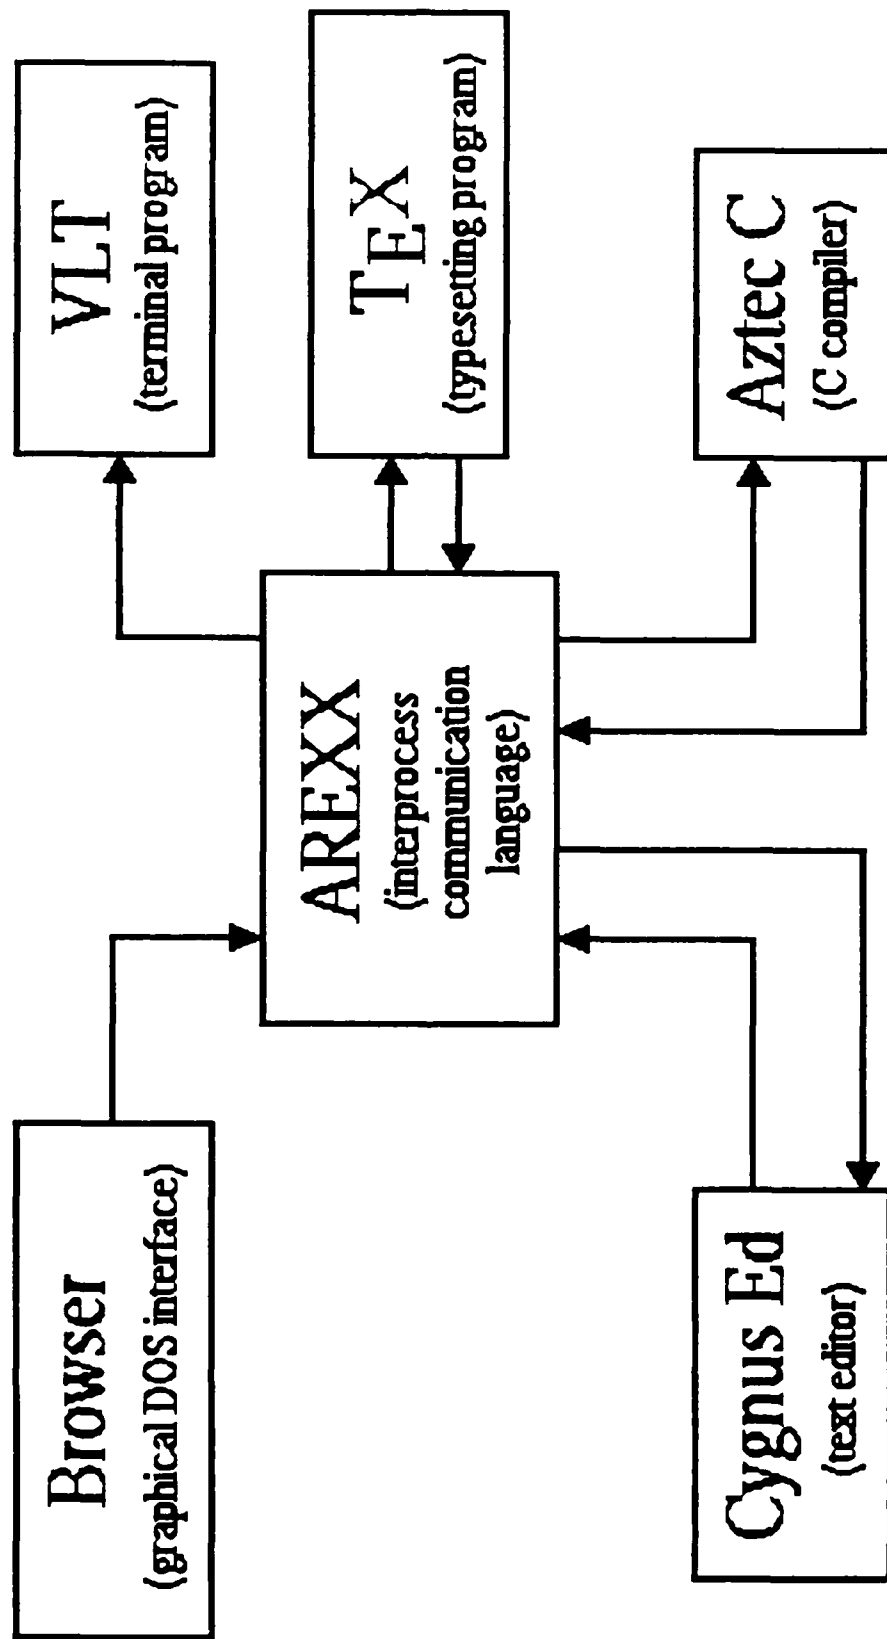 Browser
(graphical DOS interface)
VLT
(terminal program)
AREXX
(interprocess
communication
language)
TEX
(typesetting program)
Cygnus Ed
(text editor)
Aztec C
(C compiler)